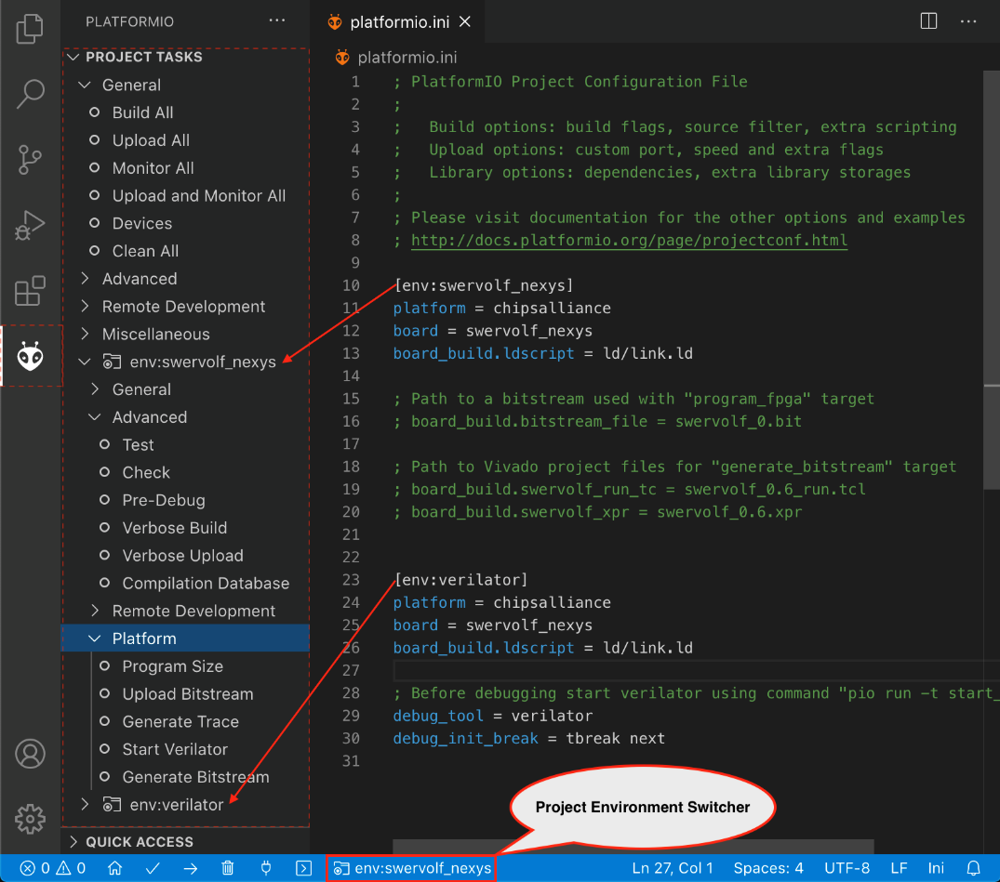 PLATFORMIO
PROJECT TASKS
General
Build All
Upload All
Monitor All
Upload and Monitor All
Devices
Clean All
Advanced
Remote Development
Miscellaneous
env:swervolf_nexys
General
Advanced
Test
Check
Pre-Debug
Verbose Build
Verbose Upload
Compilation Database
Remote Development
Platform
Program Size
Upload Bitstream
Generate Trace
Start Verilator
Generate Bitstream
env:verilator
QUICK ACCESS
platformio.ini
platformio.ini
1 ; PlatformIO Project Configuration File
2 ;
3 ;   Build options: build flags, source filter, extra scripting
4 ;   Upload options: custom port, speed and extra flags
5 ;   Library options: dependencies, extra library storages
6 ;
7 ; Please visit documentation for the other options and examples
8 ; http://docs.platformio.org/page/projectconf.html
9
10 [env:swervolf_nexys]
11 platform = chipsalliance
12 board = swervolf_nexys
13 board_build.ldscript = ld/link.ld
14
15 ; Path to a bitstream used with "program_fpga" target
16 ; board_build.bitstream_file = swervolf_0.bit
17
18 ; Path to Vivado project files for "generate_bitstream" target
19 ; board_build.swervolf_run_tc = swervolf_0.6_run.tcl
20 ; board_build.swervolf_xpr = swervolf_0.6.xpr
21
22
23 [env:verilator]
24 platform = chipsalliance
25 board = swervolf_nexys
26 board_build.ldscript = ld/link.ld
27
28 ; Before debugging start verilator using command "pio run -t start_
29 debug_tool = verilator
30 debug_init_break = tbreak next
31
Project Environment Switcher
0 0 env:swervolf_nexys Ln 27, Col 1 Spaces: 4 UTF-8 LF Ini